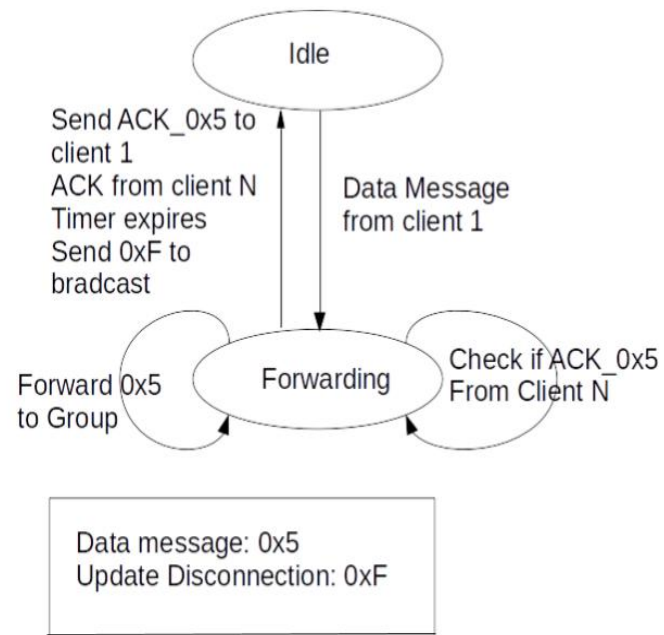 Idle
Send ACK_0x5 to
client 1
ACK from client N
Timer expires
Send 0xF to
bradcast
Data Message
from client 1
Forward 0x5
to Group
Forwarding
Check if ACK_0x5
From Client N
Data message: 0x5
Update Disconnection: 0xF